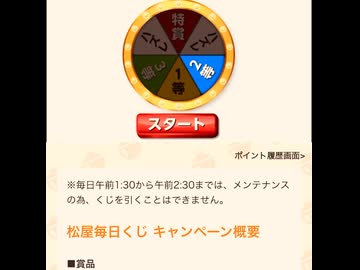 特賞
ハズレ
ハズレ
3等
2等
1等
スタート
ポイント履歴画面>
※毎日午前1:30から午前2:30までは、メンテナンス
の為、くじを引くことはできません。
松屋毎日くじ キャンペーン概要
■賞品